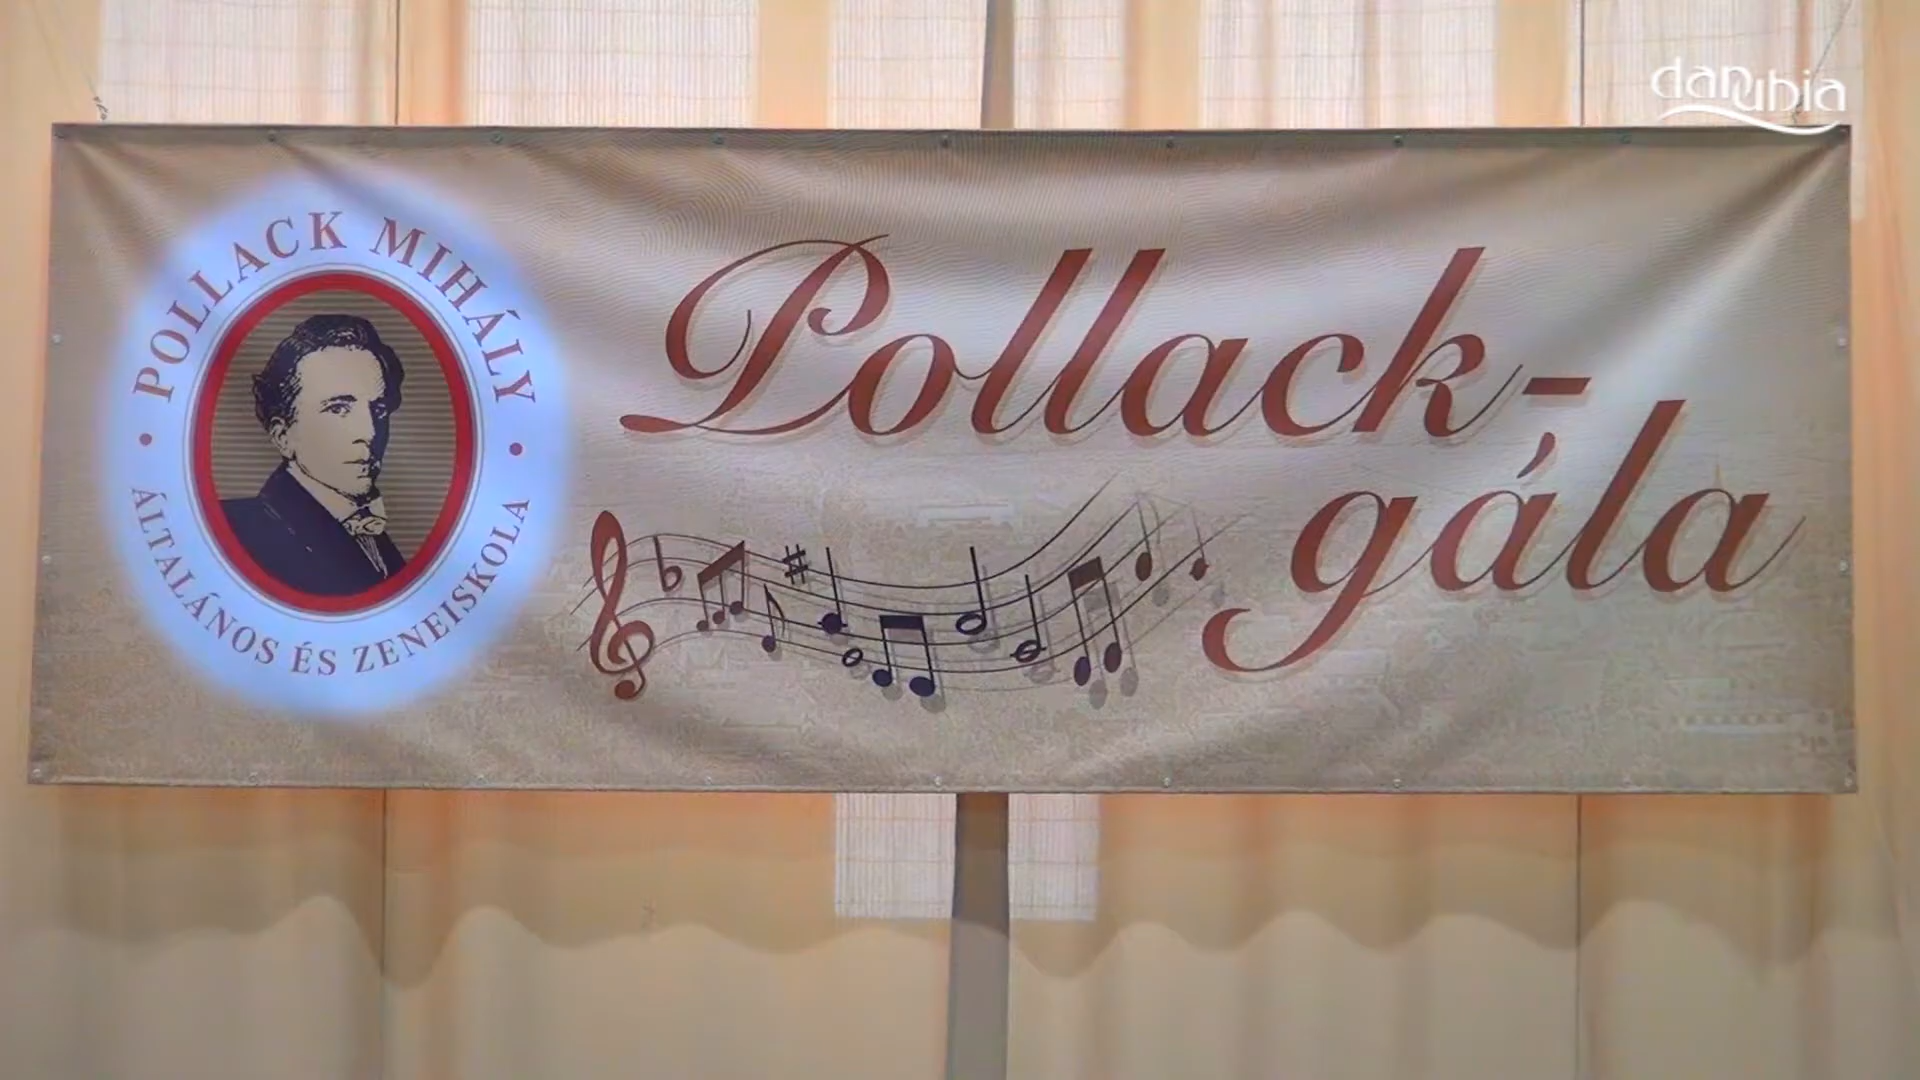 danubia
POLLACK MIHÁLY
• ÁLTALÁNOS ÉS ZENEISKOLA •
Pollack-
gála